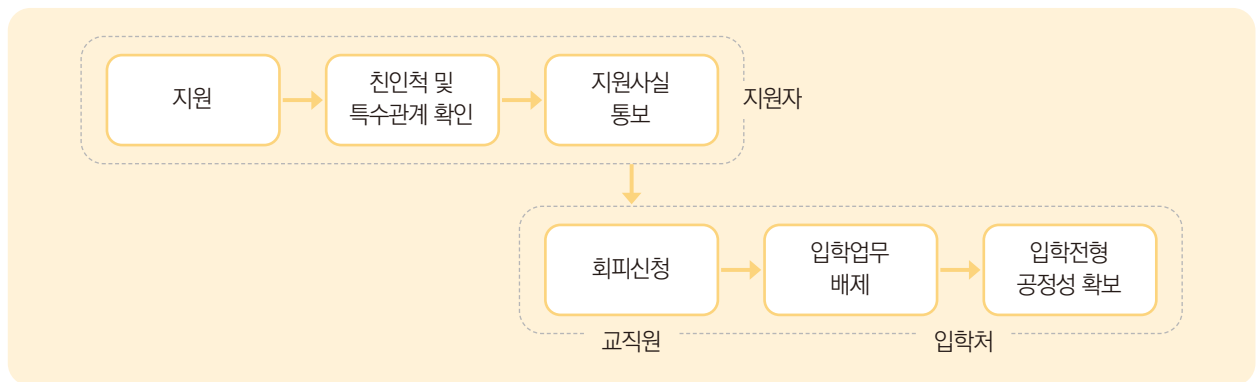 지원
친인척 및
특수관계 확인
지원사실
통보
지원자
회피신청
입학업무
배제
입학전형
공정성 확보
교직원
입학처